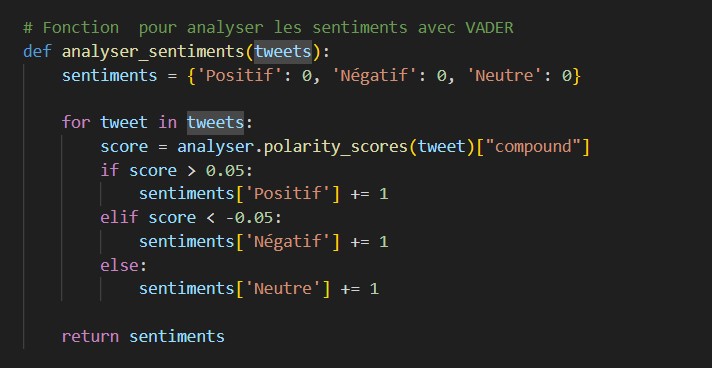 # Fonction  pour analyser les sentiments avec VADER
def analyser_sentiments(tweets):
    sentiments = {'Positif': 0, 'Négatif': 0, 'Neutre': 0}

    for tweet in tweets:
        score = analyser.polarity_scores(tweet)["compound"]
        if score > 0.05:
            sentiments['Positif'] += 1
        elif score < -0.05:
            sentiments['Négatif'] += 1
        else:
            sentiments['Neutre'] += 1

    return sentiments